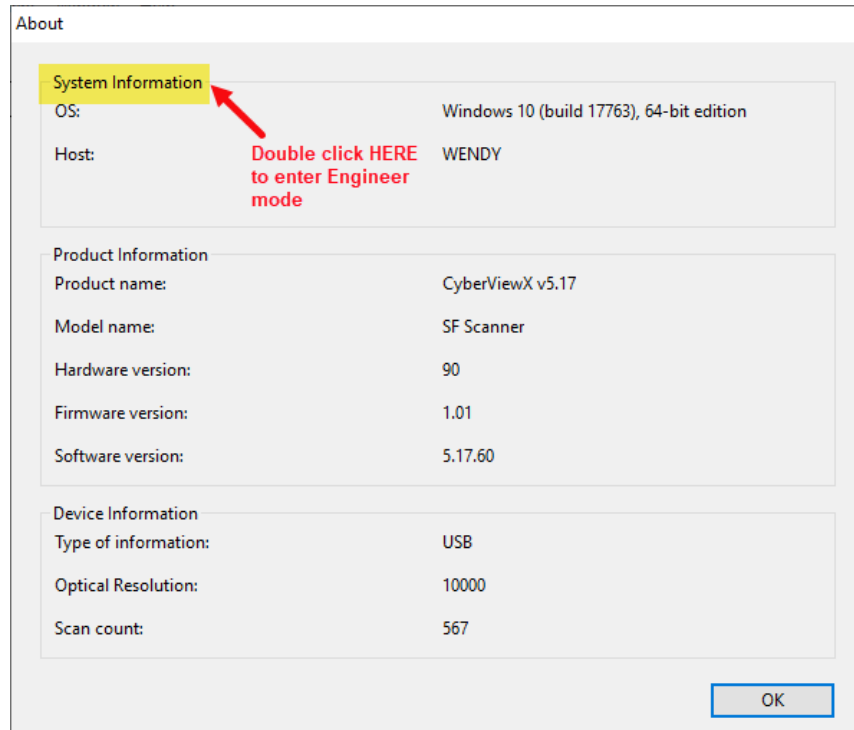 About
System Information
OS: Windows 10 (build 17763), 64-bit edition
Host: WENDY
Double click HERE
to enter Engineer
mode
Product Information
Product name: CyberViewX v5.17
Model name: SF Scanner
Hardware version: 90
Firmware version: 1.01
Software version: 5.17.60
Device Information
Type of information: USB
Optical Resolution: 10000
Scan count: 567
OK